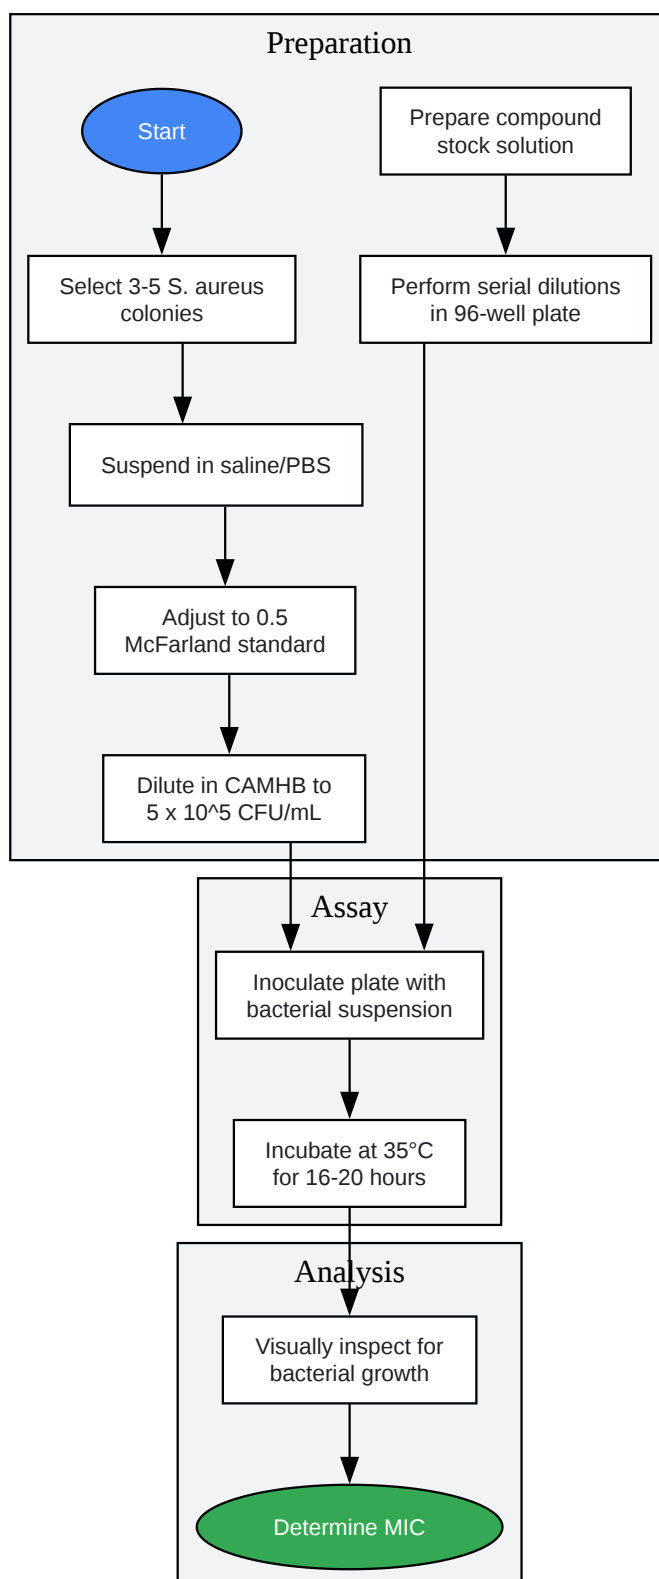 Preparation
Start
Prepare compound
stock solution
Select 3-5 S. aureus
colonies
Perform serial dilutions
in 96-well plate
Suspend in saline/PBS
Adjust to 0.5
McFarland standard
Dilute in CAMHB to
5 x 10^5 CFU/mL
Assay
Inoculate plate with
bacterial suspension
Incubate at 35°C
for 16-20 hours
Analysis
Visually inspect for
bacterial growth
Determine MIC